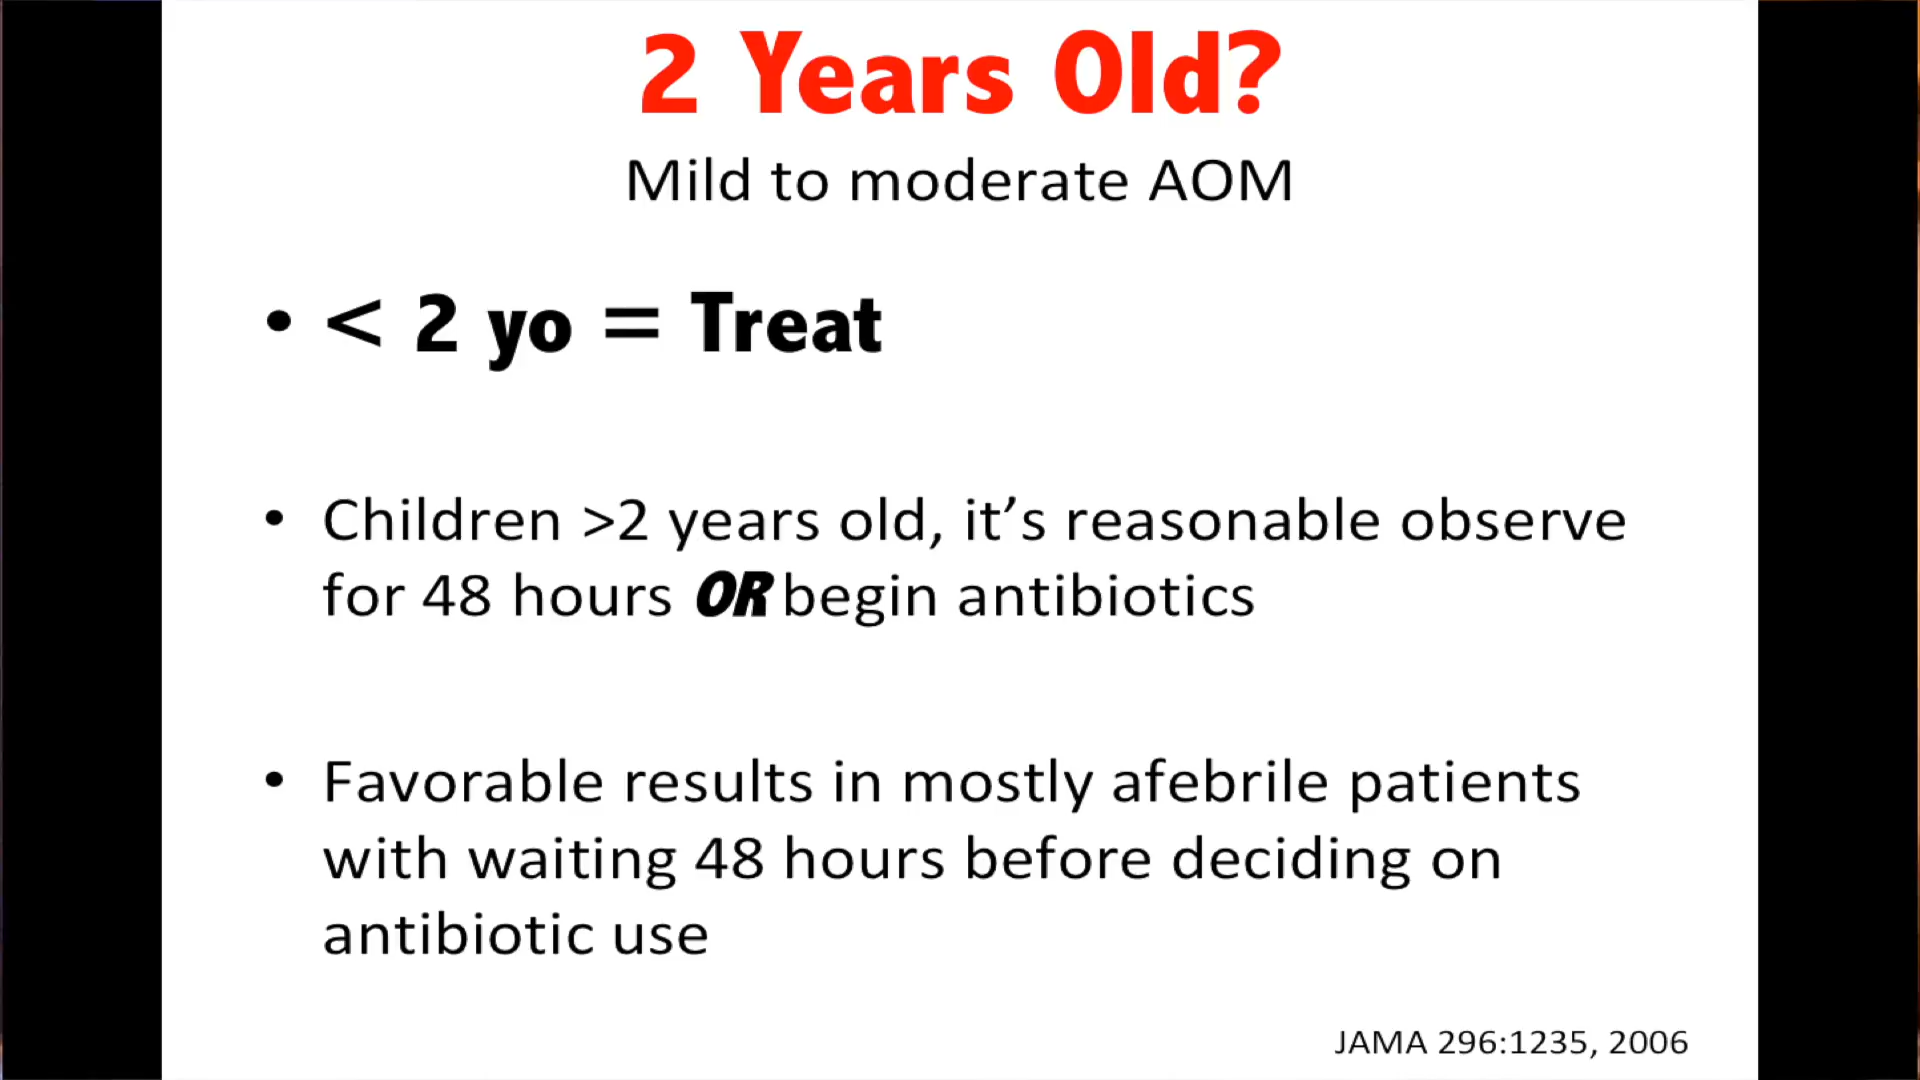 2 Years Old?
Mild to moderate AOM
• < 2 yo = Treat
• Children >2 years old, it’s reasonable observe
for 48 hours OR begin antibiotics
• Favorable results in mostly afebrile patients
with waiting 48 hours before deciding on
antibiotic use
JAMA 296:1235, 2006